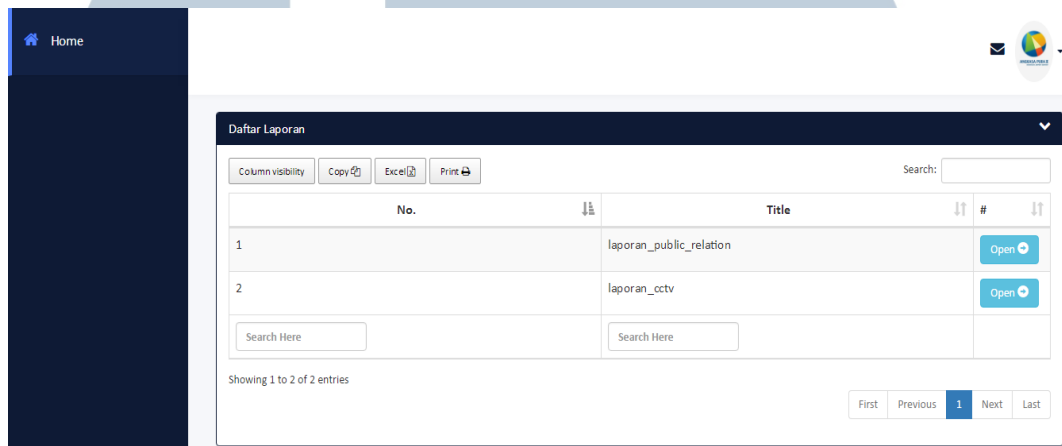 Home
Daftar Laporan
Column visibility Copy Excel Print Search:
No. Title #
1 laporan_public_relation Open
2 laporan_cctv Open
Search Here Search Here
Showing 1 to 2 of 2 entries
First Previous 1 Next Last